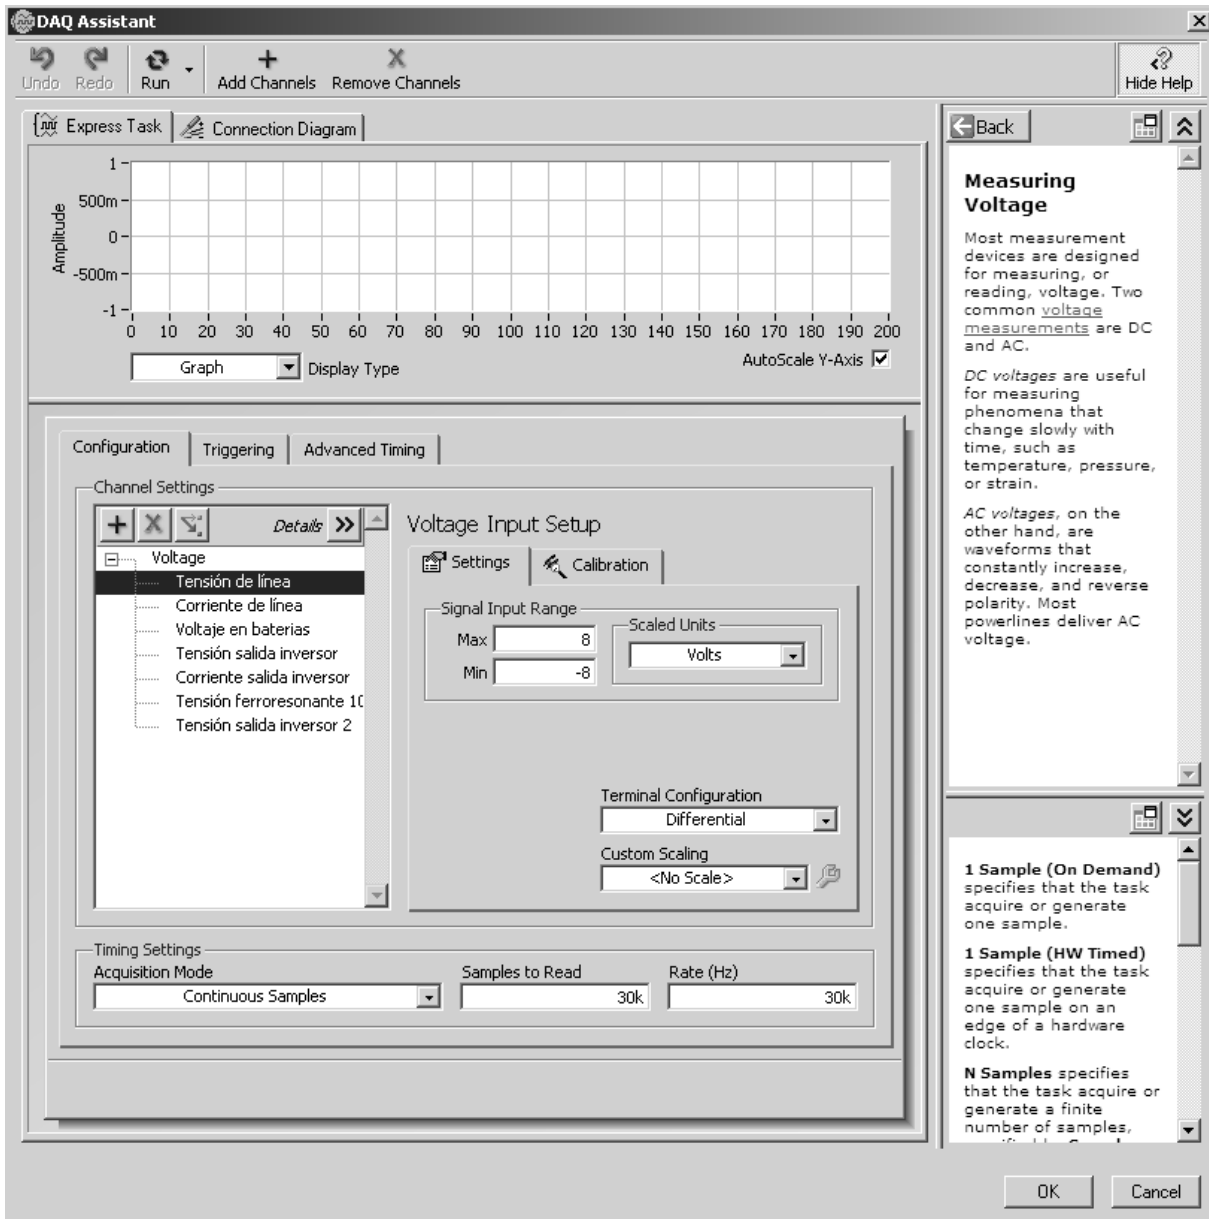 DAQ Assistant
Undo Redo Run Add Channels Remove Channels Hide Help
Express Task Connection Diagram
Amplitude
1
500m
0
-500m
-1
0 10 20 30 40 50 60 70 80 90 100 110 120 130 140 150 160 170 180 190 200
Graph Display Type AutoScale Y-Axis
Configuration Triggering Advanced Timing
Channel Settings
Details
Voltage
Tensión de línea
Corriente de línea
Voltaje en baterias
Tensión salida inversor
Corriente salida inversor
Tensión ferroresonante 10
Tensión salida inversor 2
Voltage Input Setup
Settings Calibration
Signal Input Range
Max 8
Min -8
Scaled Units
Volts
Terminal Configuration
Differential
Custom Scaling
<No Scale>
Timing Settings
Acquisition Mode Samples to Read Rate (Hz)
Continuous Samples 30k 30k
Back
Measuring
Voltage
Most measurement
devices are designed
for measuring, or
reading, voltage. Two
common voltage
measurements are DC
and AC.
DC voltages are useful
for measuring
phenomena that
change slowly with
time, such as
temperature, pressure,
or strain.
AC voltages, on the
other hand, are
waveforms that
constantly increase,
decrease, and reverse
polarity. Most
powerlines deliver AC
voltage.
1 Sample (On Demand)
specifies that the task
acquire or generate
one sample.
1 Sample (HW Timed)
specifies that the task
acquire or generate
one sample on an
edge of a hardware
clock.
N Samples specifies
that the task acquire or
generate a finite
number of samples,
OK Cancel